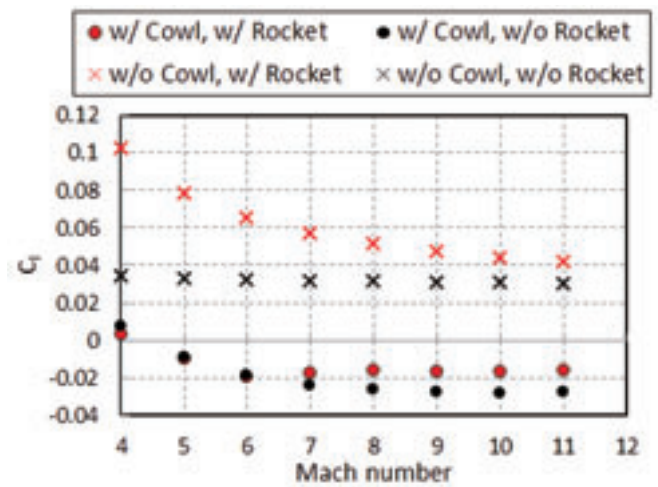 w/ Cowl, w/ Rocket w/ Cowl, w/o Rocket
w/o Cowl, w/ Rocket w/o Cowl, w/o Rocket
0.12
0.1
0.08
0.06
0.04
0.02
0
-0.02
-0.04
Cl
4 5 6 7 8 9 10 11 12
Mach number